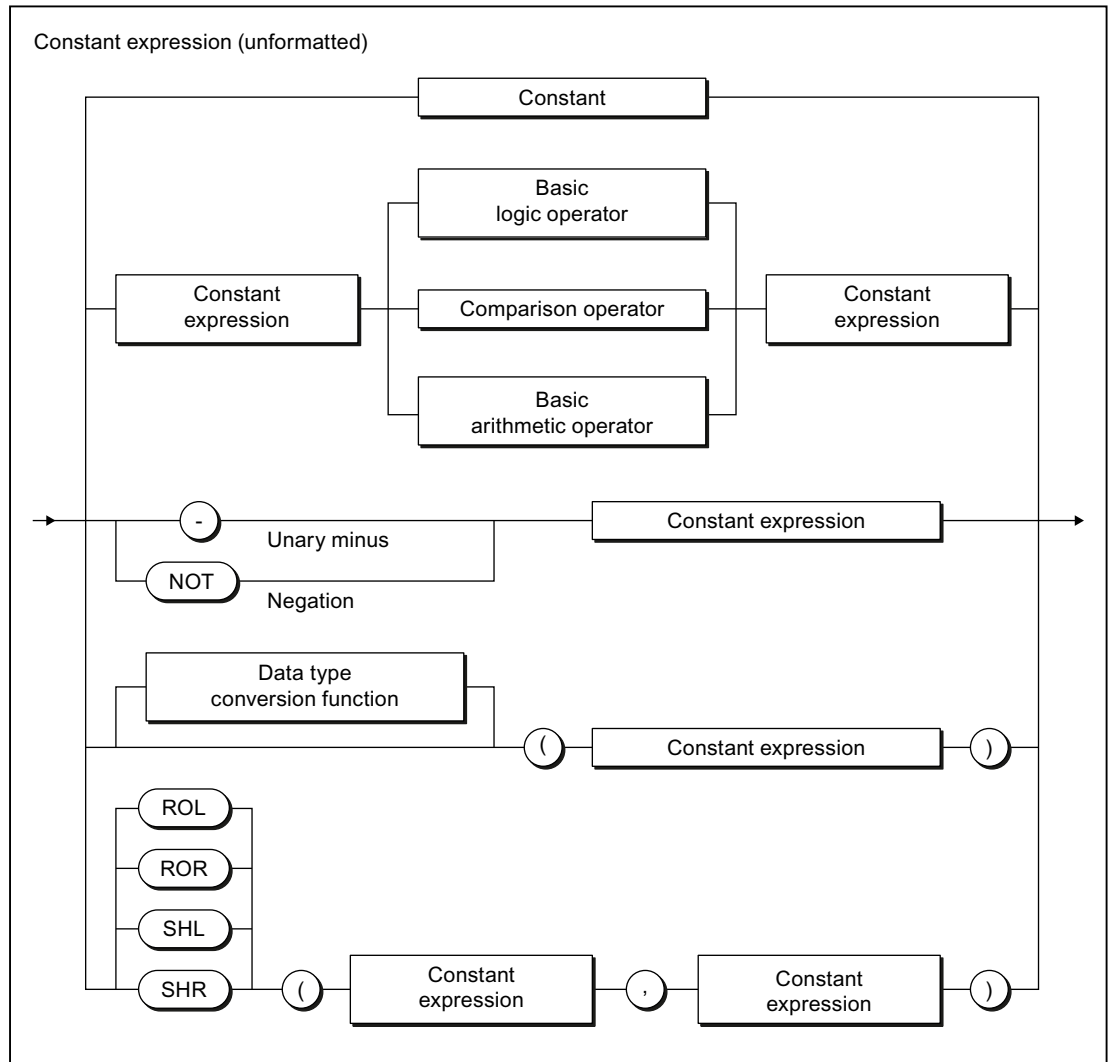 Constant expression (unformatted)
Constant
Basic
logic operator
Constant
expression
Comparison operator
Constant
expression
Basic
arithmetic operator
-
Unary minus
Constant expression
NOT
Negation
Data type
conversion function
(
Constant expression
)
ROL
ROR
SHL
SHR
(
Constant
expression
,
Constant
expression
)